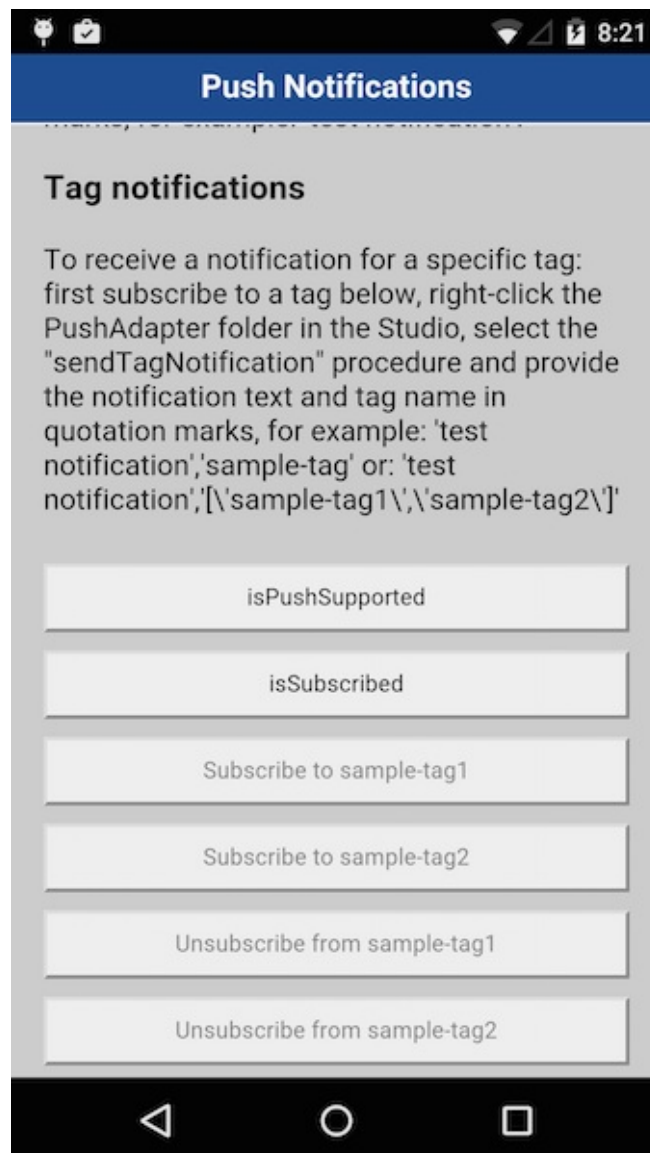 8:21
Push Notifications
Tag notifications
To receive a notification for a specific tag:
first subscribe to a tag below, right-click the
PushAdapter folder in the Studio, select the
"sendTagNotification" procedure and provide
the notification text and tag name in
quotation marks, for example: 'test
notification','sample-tag' or: 'test
notification','[\'sample-tag1\',\'sample-tag2\']'
isPushSupported
isSubscribed
Subscribe to sample-tag1
Subscribe to sample-tag2
Unsubscribe from sample-tag1
Unsubscribe from sample-tag2